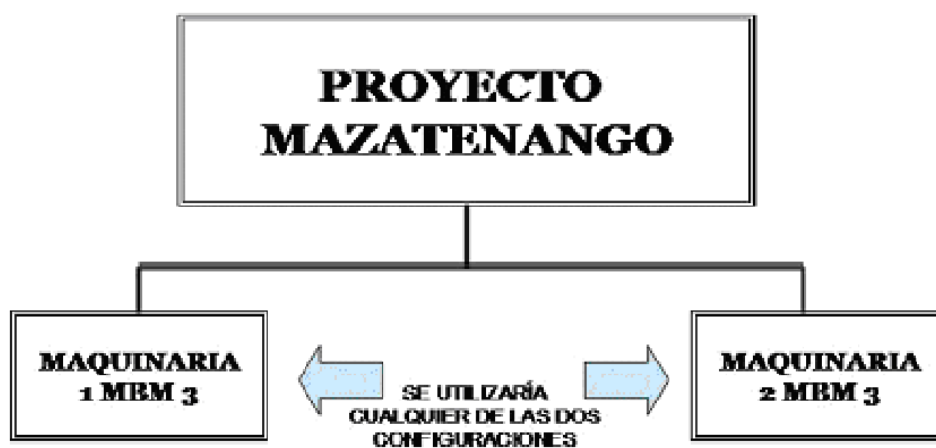 PROYECTO
MAZATENANGO
MAQUINARIA
1 MBM 3
SE UTILIZARÍA
CUALQUIER DE LAS DOS
CONFIGURACIONES
MAQUINARIA
2 MBM 3